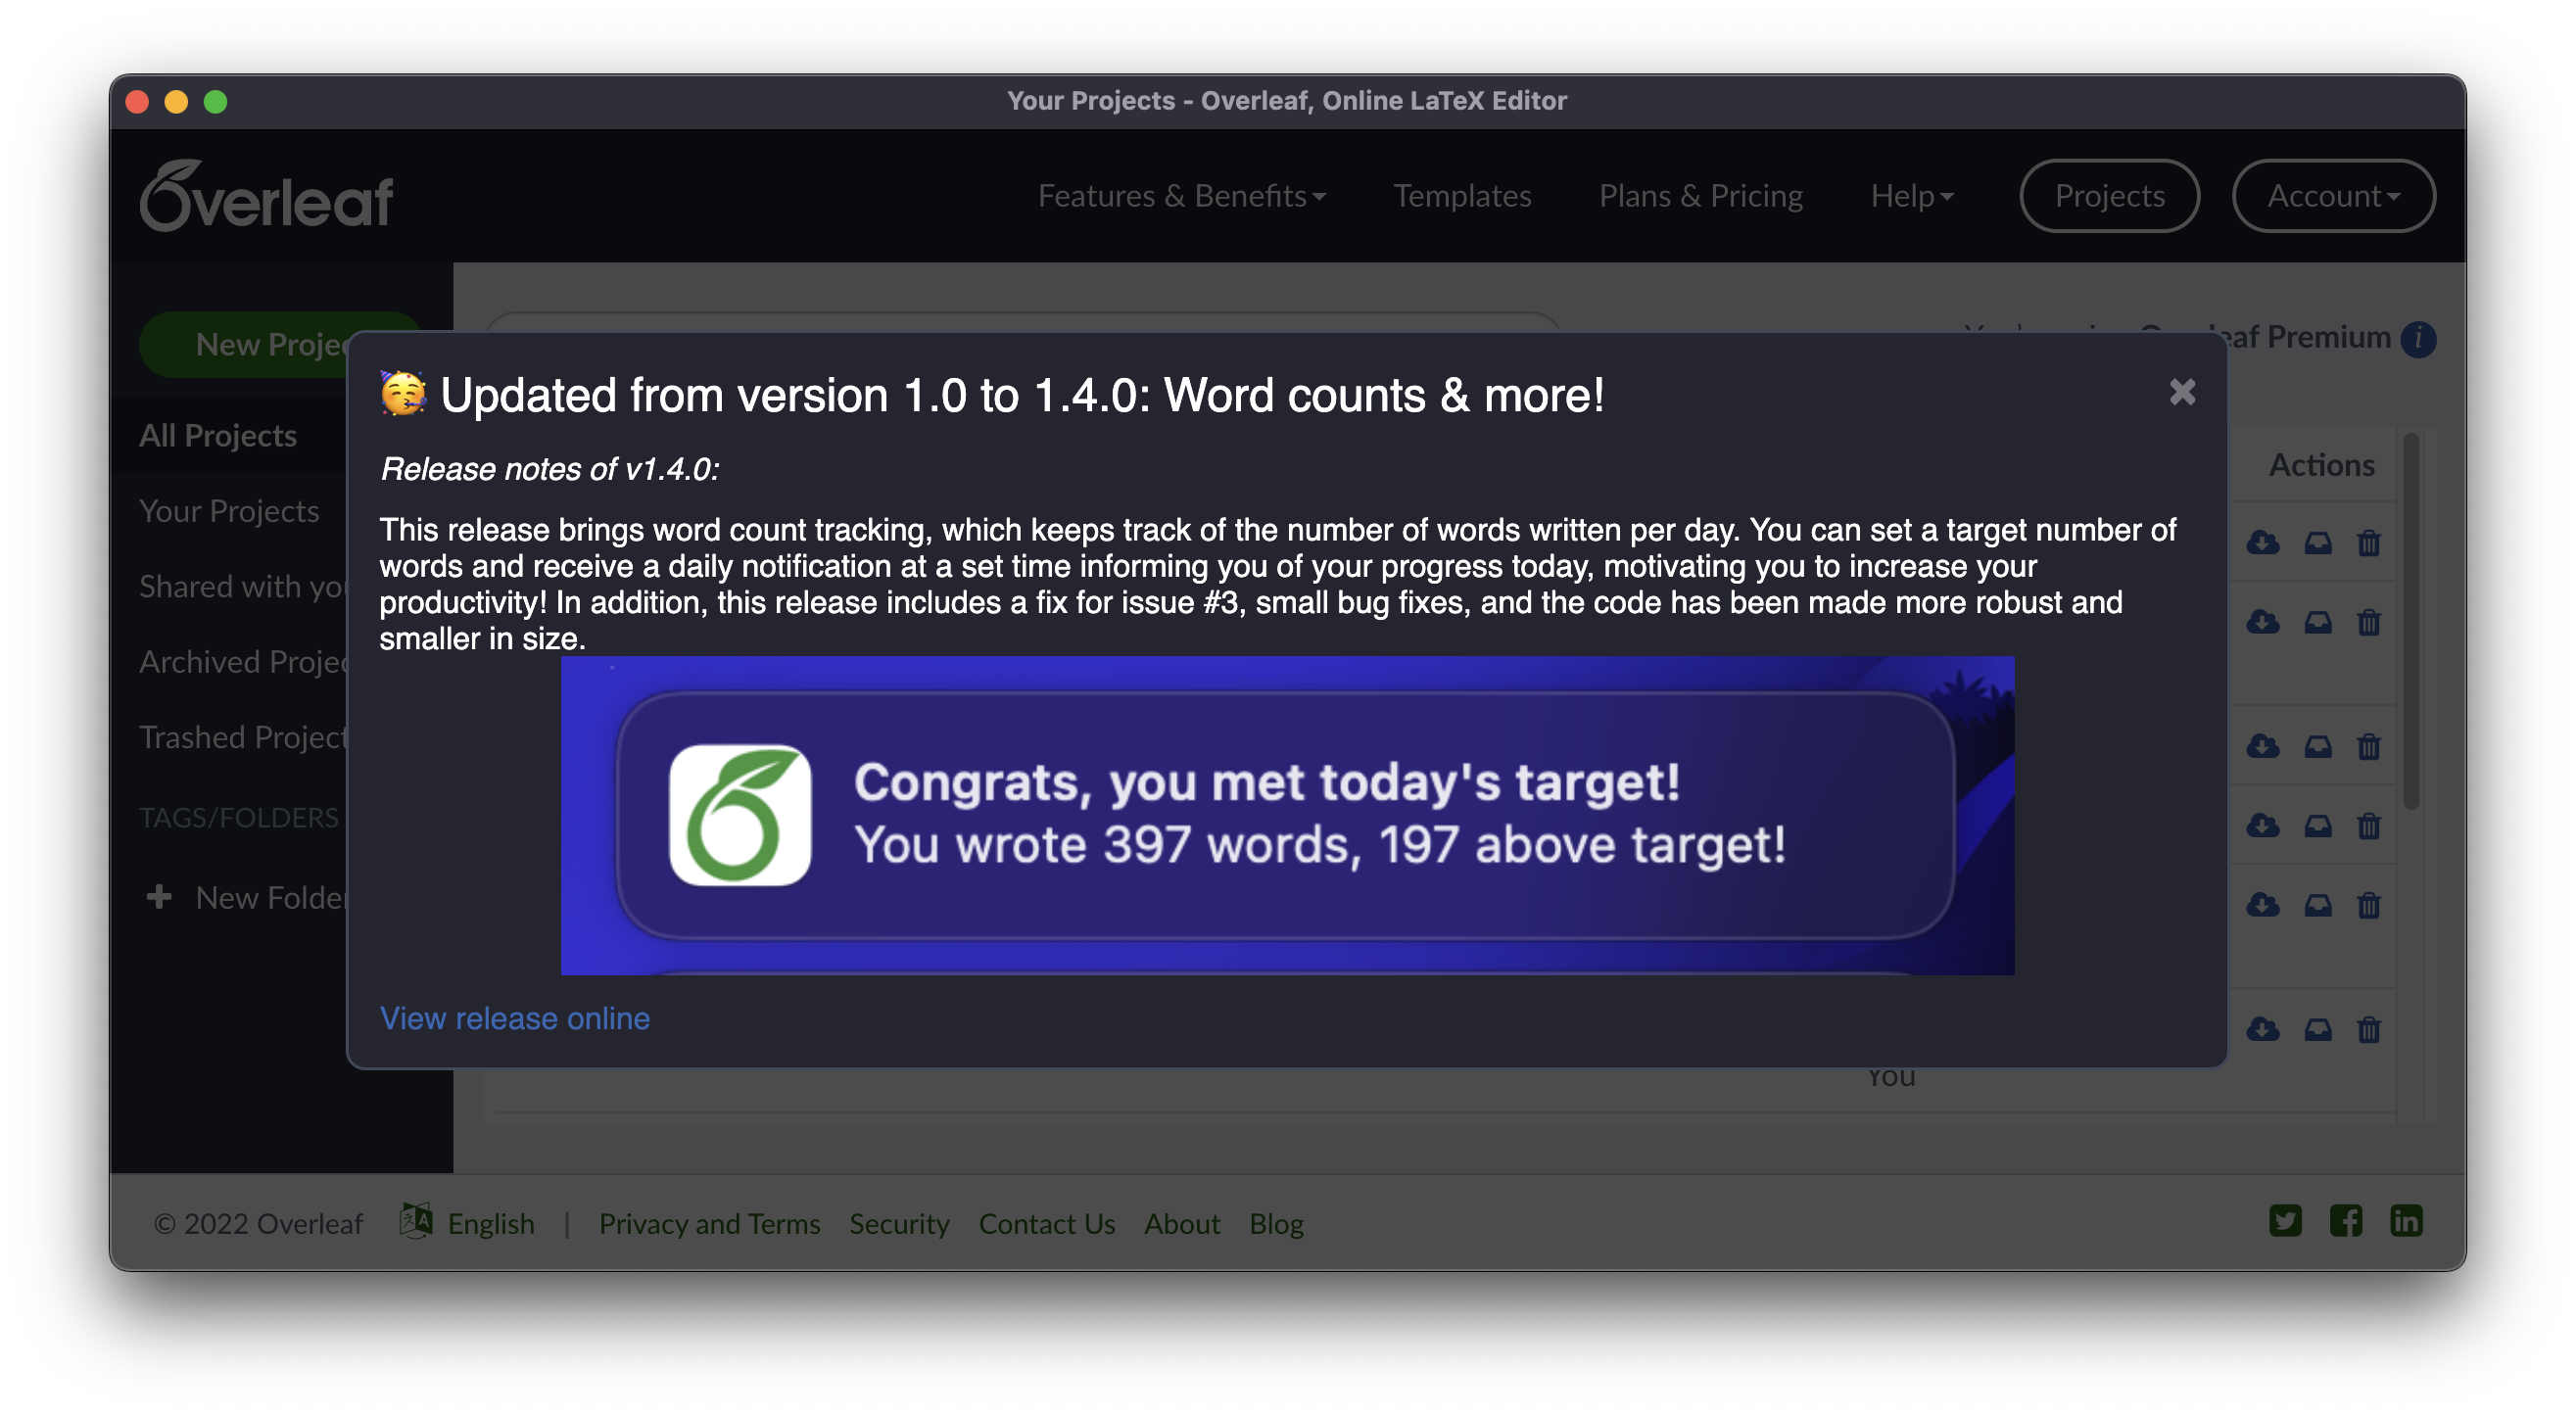 Your Projects - Overleaf, Online LaTeX Editor
Overleaf
Features & Benefits
Templates
Plans & Pricing
Help
Projects
Account
New Projec
af Premium
🥳 Updated from version 1.0 to 1.4.0: Word counts & more!
All Projects
Release notes of v1.4.0:
Actions
Your Projects
This release brings word count tracking, which keeps track of the number of words written per day. You can set a target number of
words and receive a daily notification at a set time informing you of your progress today, motivating you to increase your
productivity! In addition, this release includes a fix for issue #3, small bug fixes, and the code has been made more robust and
smaller in size.
Shared with you
Archived Projec
Trashed Project
TAGS/FOLDERS
New Folder
Congrats, you met today's target!
You wrote 397 words, 197 above target!
View release online
You
© 2022 Overleaf
English | Privacy and Terms Security Contact Us About Blog